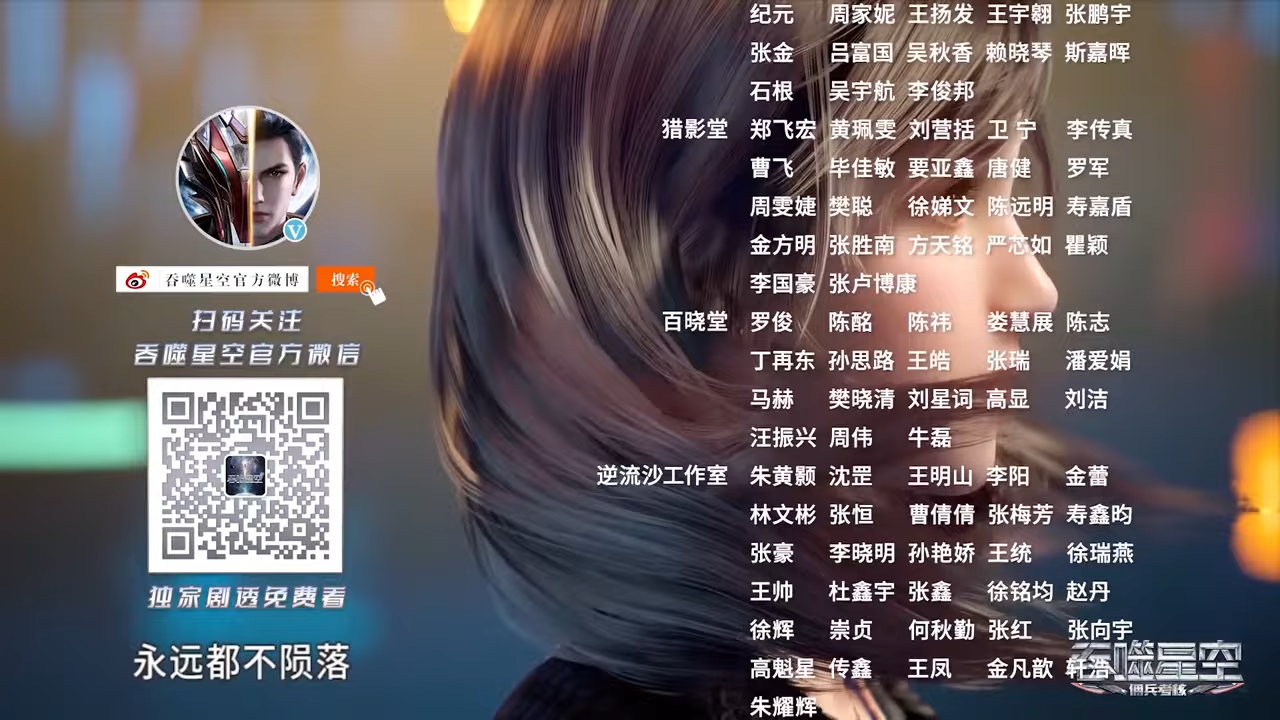 吞噬星空官方微博 搜索
扫码关注
吞噬星空官方微信
独家剧透免费看
永远都不陨落
纪元 周家妮 王扬发 王宇翱 张鹏宇
张金 吕富国 吴秋香 赖晓琴 斯嘉晖
石根 吴宇航 李俊邦
猎影堂 郑飞宏 黄珮雯 刘营括 卫 宁 李传真
曹飞 毕佳敏 要亚鑫 唐健 罗军
周雯婕 樊聪 徐娣文 陈远明 寿嘉盾
金方明 张胜南 方天铭 严芯如 瞿颖
李国豪 张卢博康
百晓堂 罗俊 陈酩 陈祎 娄慧展 陈志
丁再东 孙思路 王皓 张瑞 潘爱娟
马赫 樊晓清 刘星词 高显 刘洁
汪振兴 周伟 牛磊
逆流沙工作室 朱黄颢 沈罡 王明山 李阳 金蕾
林文彬 张恒 曹倩倩 张梅芳 寿鑫昀
张豪 李晓明 孙艳娇 王统 徐瑞燕
王帅 杜鑫宇 张鑫 徐铭均 赵丹
徐辉 崇贞 何秋勤 张红 张向宇
高魁星 传鑫 王凤 金凡歆 轩浩
朱耀辉
吞噬星空
佣兵考核